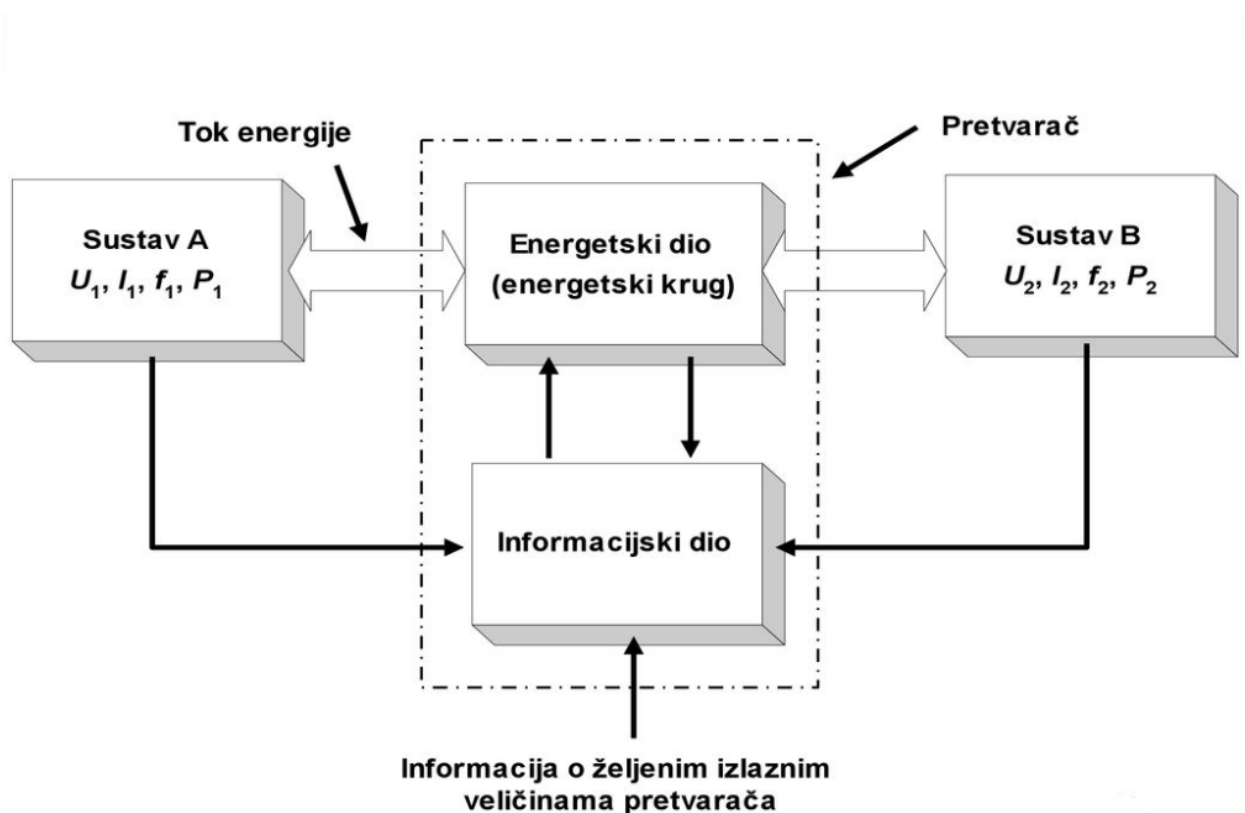 Tok energije
Pretvarač
Sustav A
U₁, I₁, f₁, P₁
Energetski dio
(energetski krug)
Sustav B
U₂, I₂, f₂, P₂
Informacijski dio
Informacija o željenim izlaznim
veličinama pretvarača